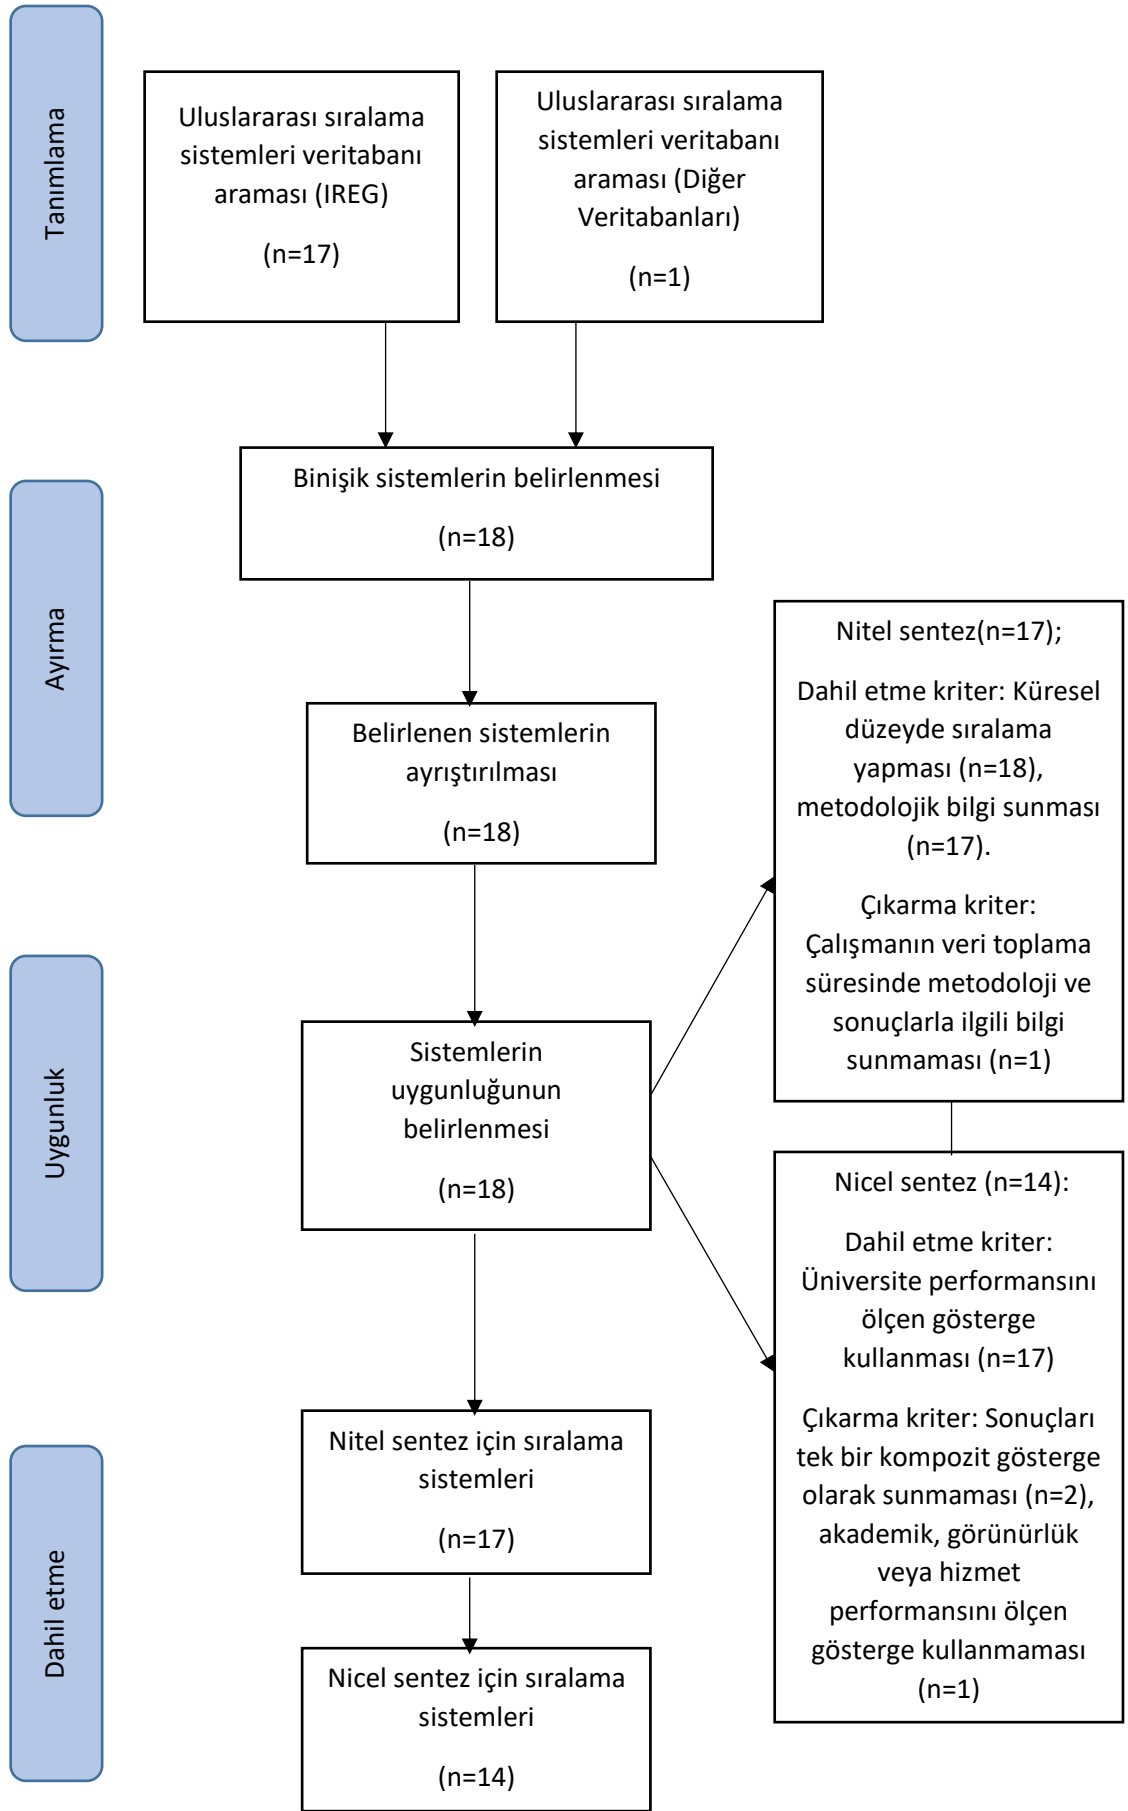 Tanımlama
Uluslararası sıralama
sistemleri veritabanı
araması (IREG)
(n=17)
Uluslararası sıralama
sistemleri veritabanı
araması (Diğer
Veritabanları)
(n=1)
Ayırma
Binişik sistemlerin belirlenmesi
(n=18)
Belirlenen sistemlerin
ayrıştırılması
(n=18)
Nitel sentez(n=17);
Dahil etme kriter: Küresel
düzeyde sıralama
yapması (n=18),
metodolojik bilgi sunması
(n=17).
Çıkarma kriter:
Çalışmanın veri toplama
süresinde metodoloji ve
sonuçlarla ilgili bilgi
sunmaması (n=1)
Uygunluk
Sistemlerin
uygunluğunun
belirlenmesi
(n=18)
Nicel sentez (n=14):
Dahil etme kriter:
Üniversite performansını
ölçen gösterge
kullanması (n=17)
Çıkarma kriter: Sonuçları
tek bir kompozit gösterge
olarak sunmaması (n=2),
akademik, görünürlük
veya hizmet
performansını ölçen
gösterge kullanmaması
(n=1)
Dahil etme
Nitel sentez için sıralama
sistemleri
(n=17)
Nicel sentez için sıralama
sistemleri
(n=14)